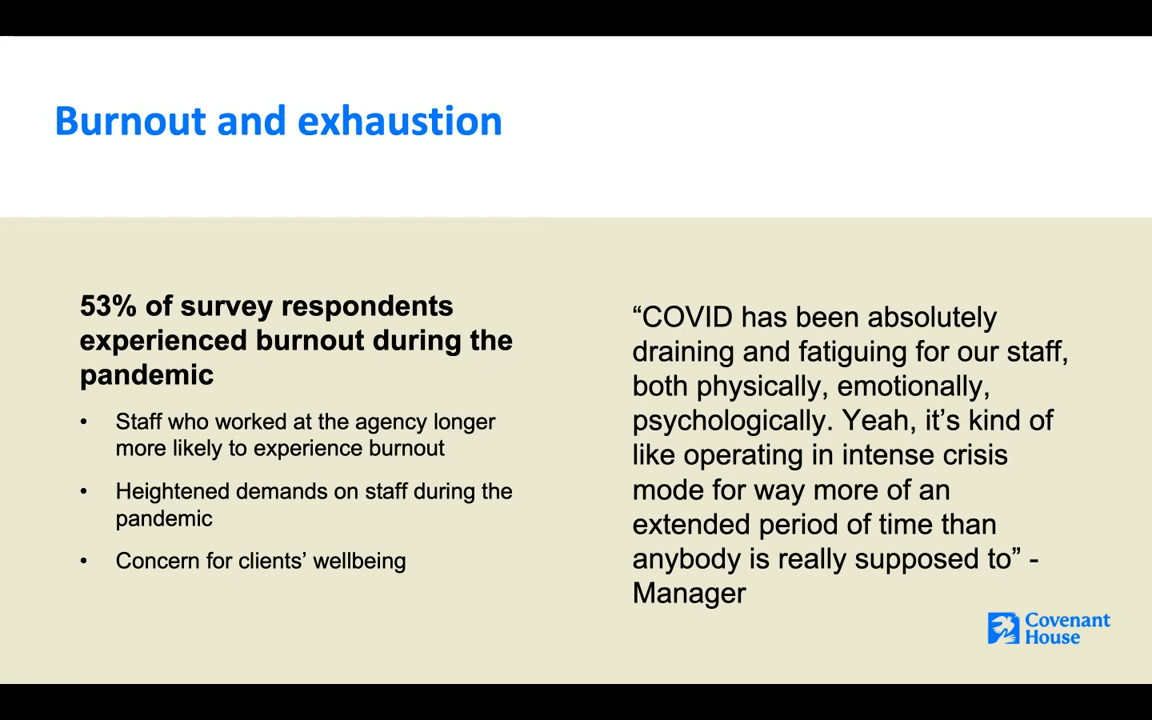 Burnout and exhaustion
53% of survey respondents
experienced burnout during the
pandemic
• Staff who worked at the agency longer
more likely to experience burnout
• Heightened demands on staff during the
pandemic
• Concern for clients’ wellbeing
“COVID has been absolutely
draining and fatiguing for our staff,
both physically, emotionally,
psychologically. Yeah, it’s kind of
like operating in intense crisis
mode for way more of an
extended period of time than
anybody is really supposed to” -
Manager
Covenant
House